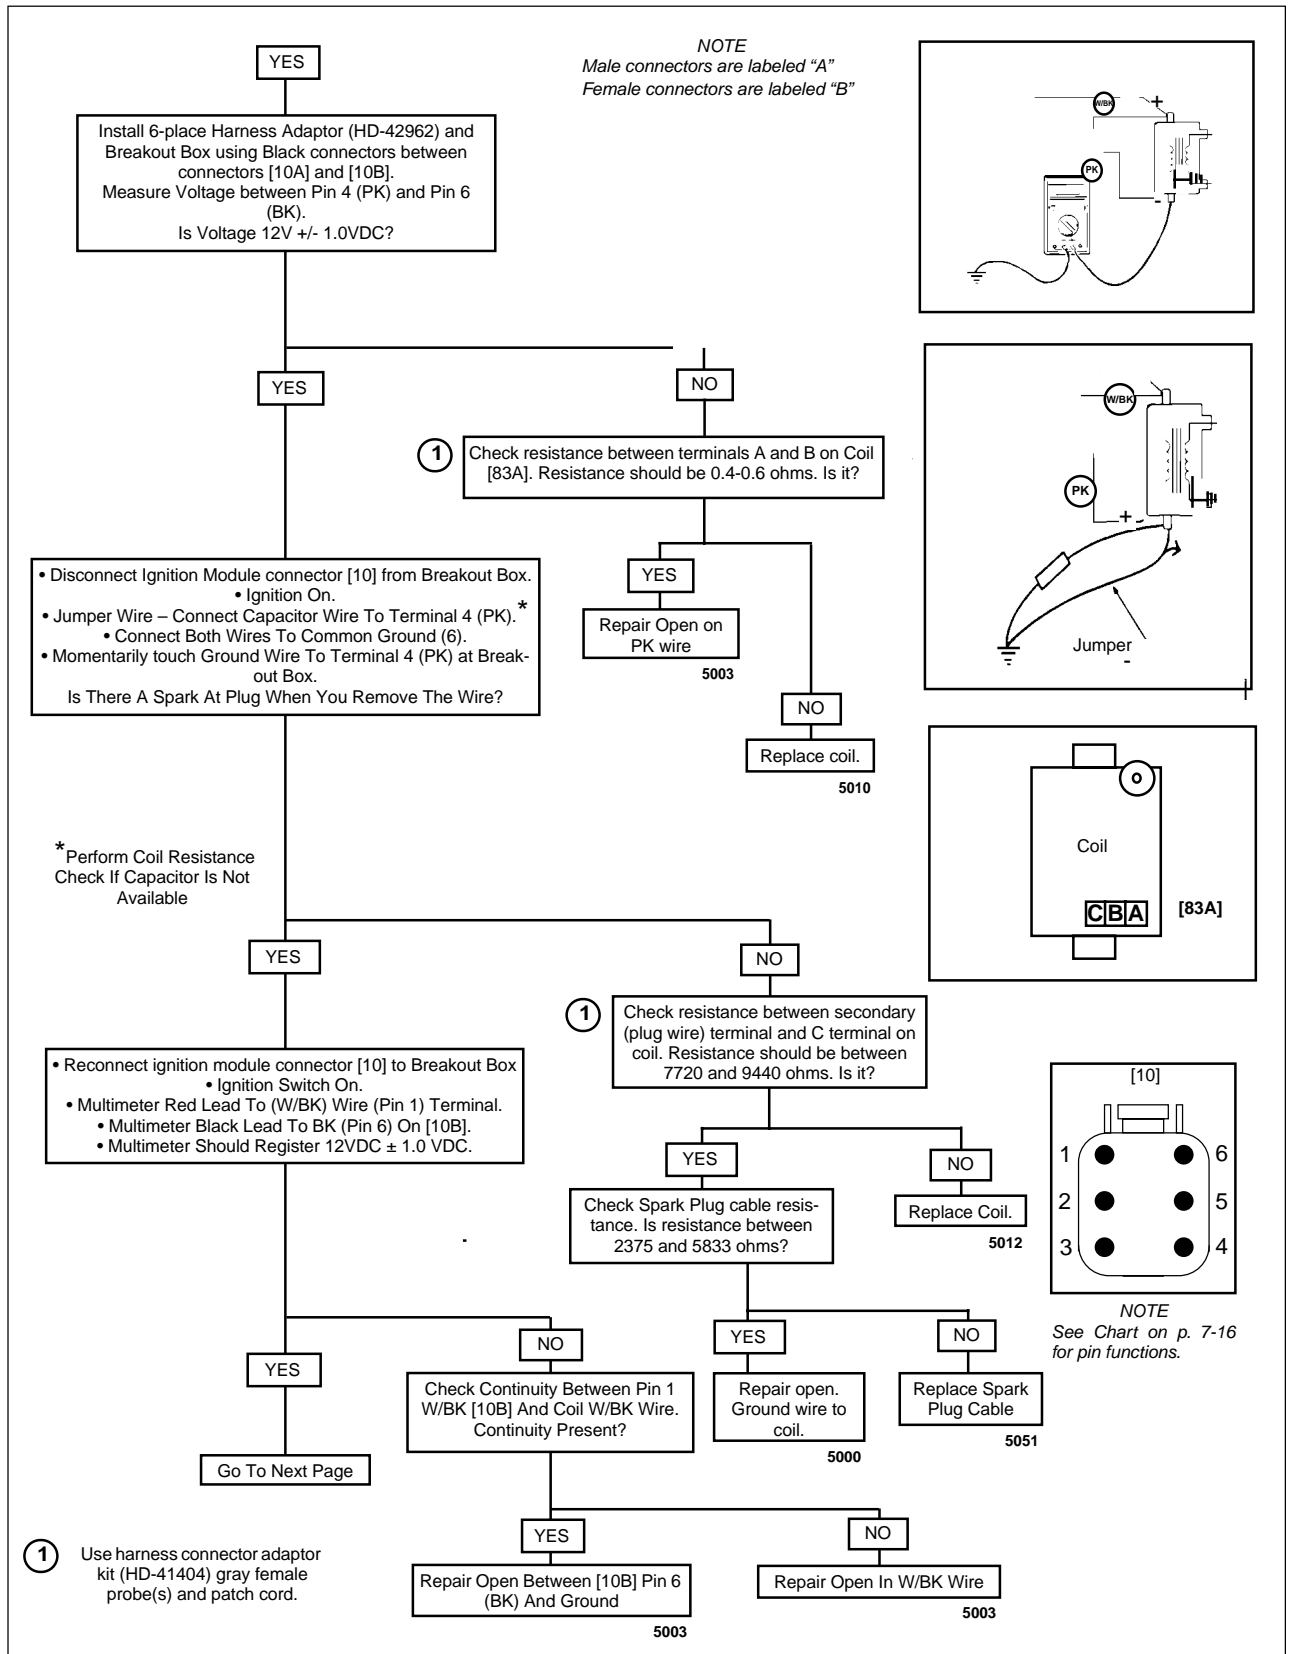 YES
NOTE
Male connectors are labeled “A”
Female connectors are labeled “B”
Install 6-place Harness Adaptor (HD-42962) and
Breakout Box using Black connectors between
connectors [10A] and [10B].
Measure Voltage between Pin 4 (PK) and Pin 6
(BK).
Is Voltage 12V +/- 1.0VDC?
W/BK
+
PK
-
YES
NO
1
Check resistance between terminals A and B on Coil
[83A]. Resistance should be 0.4-0.6 ohms. Is it?
W/BK
PK
+ -
Jumper
-
• Disconnect Ignition Module connector [10] from Breakout Box.
• Ignition On.
• Jumper Wire – Connect Capacitor Wire To Terminal 4 (PK).*
• Connect Both Wires To Common Ground (6).
• Momentarily touch Ground Wire To Terminal 4 (PK) at Break-
out Box.
Is There A Spark At Plug When You Remove The Wire?
YES
Repair Open on
PK wire
5003
NO
Replace coil.
5010
Coil
CBA
[83A]
*Perform Coil Resistance
Check If Capacitor Is Not
Available
YES
NO
1
Check resistance between secondary
(plug wire) terminal and C terminal on
coil. Resistance should be between
7720 and 9440 ohms. Is it?
• Reconnect ignition module connector [10] to Breakout Box
• Ignition Switch On.
• Multimeter Red Lead To (W/BK) Wire (Pin 1) Terminal.
• Multimeter Black Lead To BK (Pin 6) On [10B].
• Multimeter Should Register 12VDC ± 1.0 VDC.
YES
NO
Check Spark Plug cable resis-
tance. Is resistance between
2375 and 5833 ohms?
Replace Coil.
5012
[10]
1 6
2 5
3 4
NOTE
See Chart on p. 7-16
for pin functions.
YES
NO
YES
NO
Check Continuity Between Pin 1
W/BK [10B] And Coil W/BK Wire.
Continuity Present?
Repair open.
Ground wire to
coil.
5000
Replace Spark
Plug Cable
5051
Go To Next Page
YES
NO
1
Use harness connector adaptor
kit (HD-41404) gray female
probe(s) and patch cord.
Repair Open Between [10B] Pin 6
(BK) And Ground
5003
Repair Open In W/BK Wire
5003